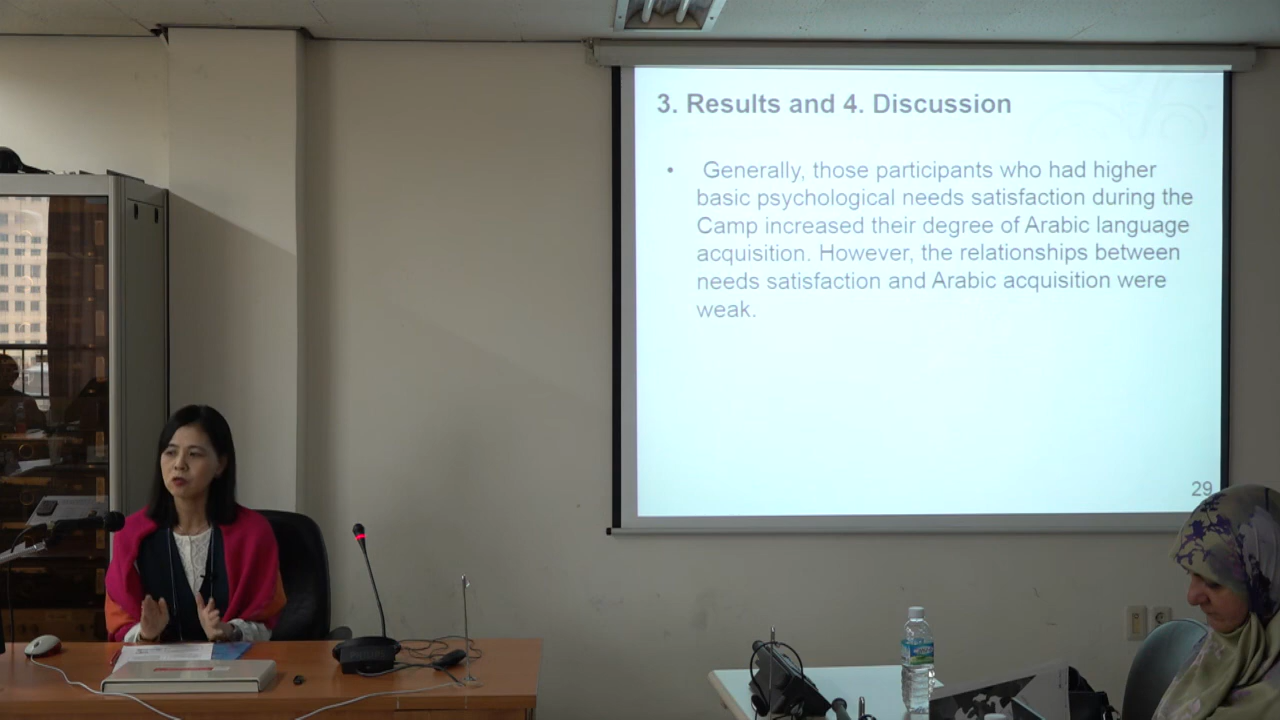 3. Results and 4. Discussion
• Generally, those participants who had higher
basic psychological needs satisfaction during the
Camp increased their degree of Arabic language
acquisition. However, the relationships between
needs satisfaction and Arabic acquisition were
weak.
29